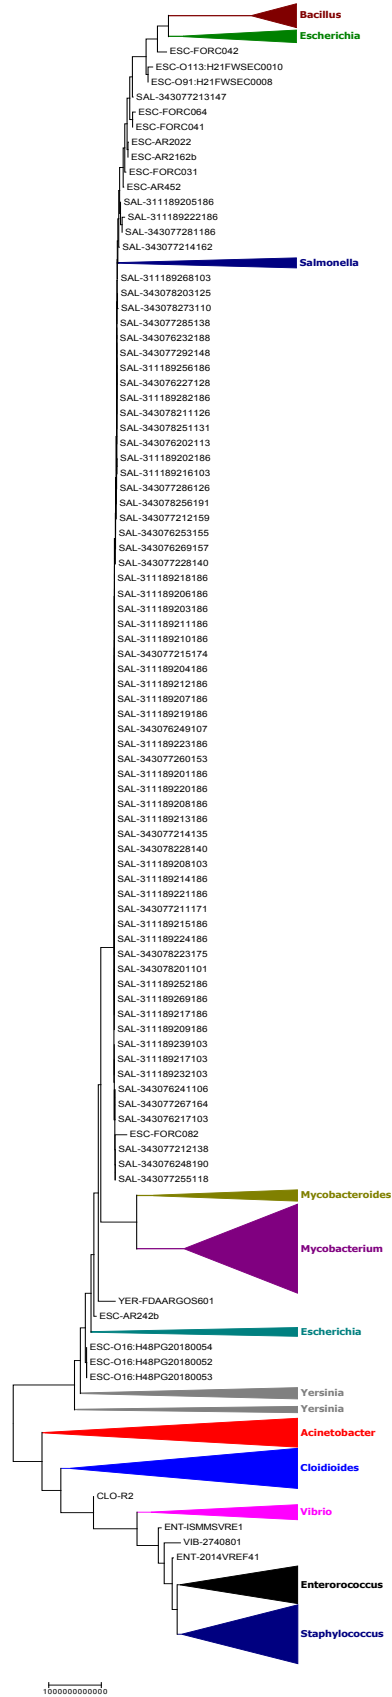 Bacillus
Escherichia
ESC-FORC042
ESC-O113:H21FWSEC0010
ESC-O91:H21FWSEC0008
SAL-343077213147
ESC-FORC064
ESC-FORC041
ESC-AR2022
ESC-AR2162b
ESC-FORC031
ESC-AR452
SAL-311189205186
SAL-311189222186
SAL-343077281186
SAL-343077214162
Salmonella
SAL-311189268103
SAL-343078203125
SAL-343078273110
SAL-343077285138
SAL-343076232188
SAL-343077292148
SAL-311189256186
SAL-343076227128
SAL-311189282186
SAL-343078211126
SAL-343078251131
SAL-343076202113
SAL-311189202186
SAL-311189216103
SAL-343077286126
SAL-343078256191
SAL-343077212159
SAL-343076253155
SAL-343076269157
SAL-343077228140
SAL-311189218186
SAL-311189206186
SAL-311189203186
SAL-311189211186
SAL-311189210186
SAL-343077215174
SAL-311189204186
SAL-311189212186
SAL-311189207186
SAL-311189219186
SAL-343076249107
SAL-311189223186
SAL-343077260153
SAL-311189201186
SAL-311189220186
SAL-311189208186
SAL-311189213186
SAL-343077214135
SAL-343078228140
SAL-311189208103
SAL-311189214186
SAL-311189221186
SAL-343077211171
SAL-311189215186
SAL-311189224186
SAL-343078223175
SAL-343078201101
SAL-311189252186
SAL-311189269186
SAL-311189217186
SAL-311189209186
SAL-311189239103
SAL-311189217103
SAL-311189232103
SAL-343076241106
SAL-343077267164
SAL-343076217103
ESC-FORC082
SAL-343077212138
SAL-343076248190
SAL-343077255118
Mycobacteroides
Mycobacterium
YER-FDAARGOS601
ESC-AR242b
Escherichia
ESC-O16:H48PG20180054
ESC-O16:H48PG20180052
ESC-O16:H48PG20180053
Yersinia
Yersinia
Acinetobacter
Cloidioides
CLO-R2
Vibrio
ENT-ISMMSVRE1
VIB-2740801
ENT-2014VREF41
Enterorococcus
Staphylococcus
1000000000000